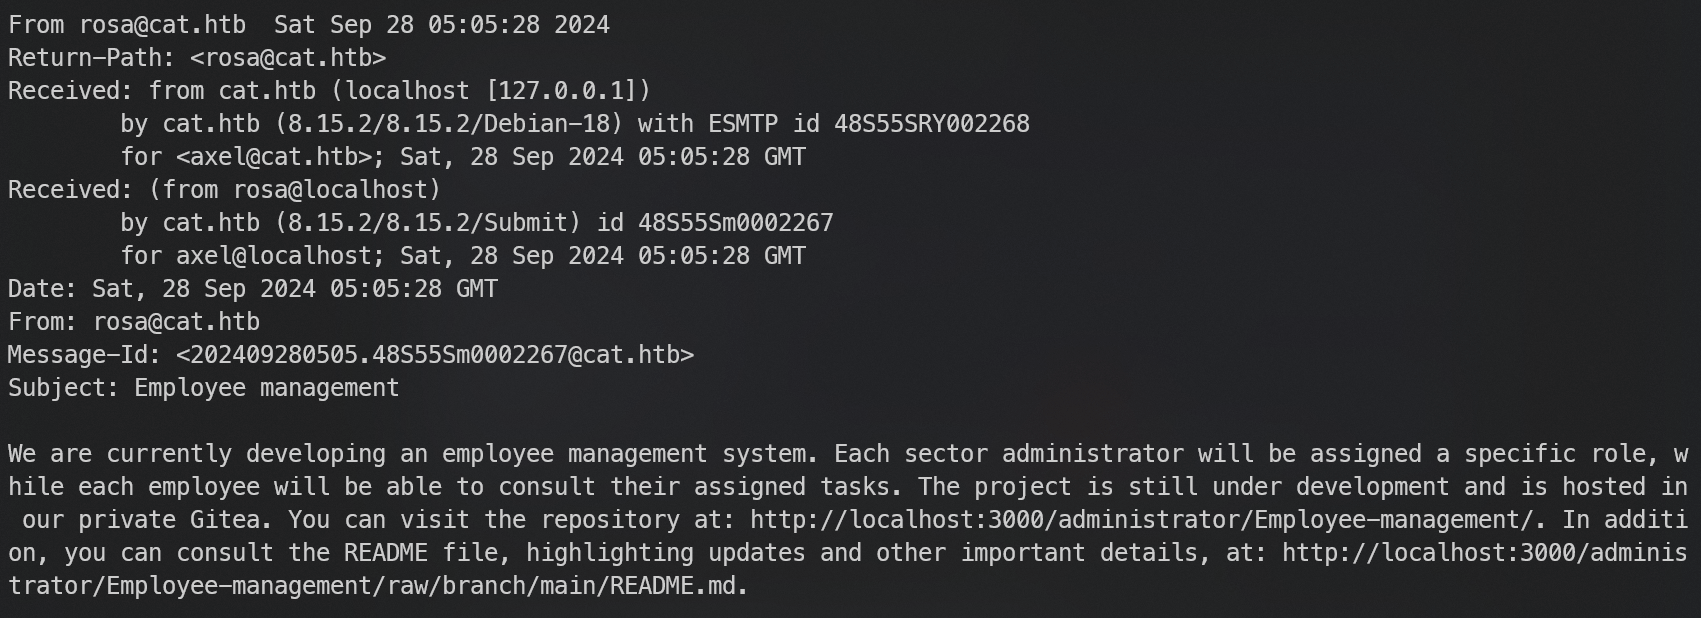 From rosa@cat.htb  Sat Sep 28 05:05:28 2024
Return-Path: <rosa@cat.htb>
Received: from cat.htb (localhost [127.0.0.1])
        by cat.htb (8.15.2/8.15.2/Debian-18) with ESMTP id 48S55SRY002268
        for <axel@cat.htb>; Sat, 28 Sep 2024 05:05:28 GMT
Received: (from rosa@localhost)
        by cat.htb (8.15.2/8.15.2/Submit) id 48S55Sm0002267
        for axel@localhost; Sat, 28 Sep 2024 05:05:28 GMT
Date: Sat, 28 Sep 2024 05:05:28 GMT
From: rosa@cat.htb
Message-Id: <202409280505.48S55Sm0002267@cat.htb>
Subject: Employee management

We are currently developing an employee management system. Each sector administrator will be assigned a specific role, w
hile each employee will be able to consult their assigned tasks. The project is still under development and is hosted in
 our private Gitea. You can visit the repository at: http://localhost:3000/administrator/Employee-management/. In additi
on, you can consult the README file, highlighting updates and other important details, at: http://localhost:3000/adminis
trator/Employee-management/raw/branch/main/README.md.